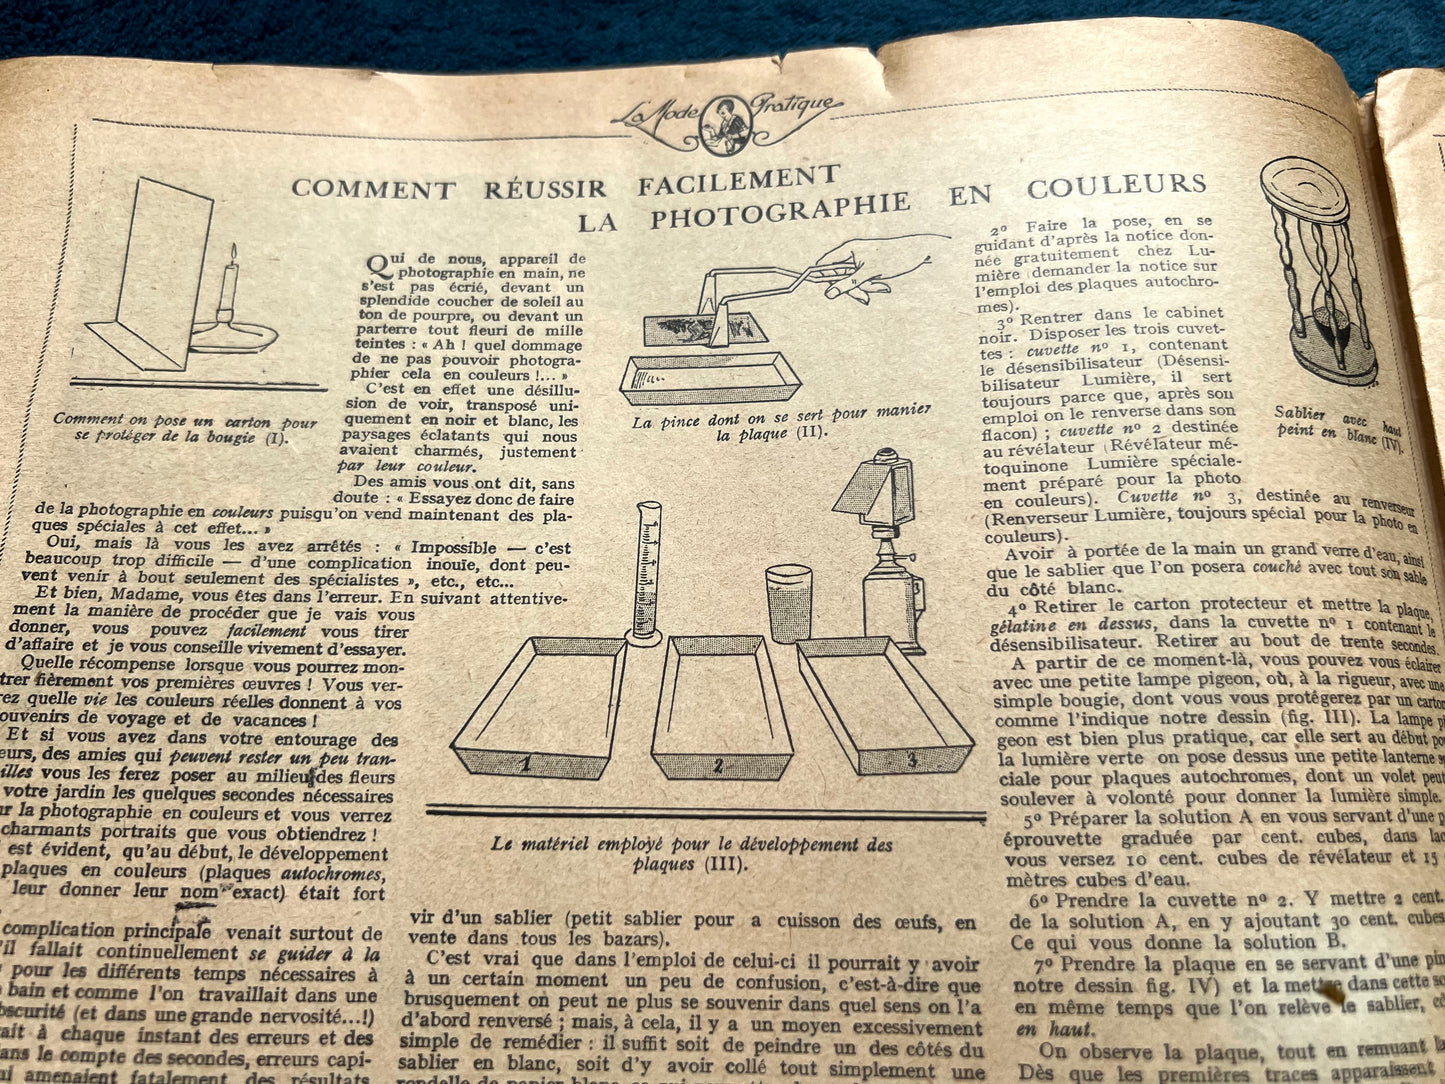 La Mode Pratique
COMMENT RÉUSSIR FACILEMENT
LA PHOTOGRAPHIE EN COULEURS
Comment on pose un carton pour
se protéger de la bougie (I).
Qui de nous, appareil de
photographie en main, ne
s'est pas écrié, devant un
splendide coucher de soleil au
ton de pourpre, ou devant un
parterre tout fleuri de mille
teintes : « Ah ! quel dommage
de ne pas pouvoir photogra-
phier cela en couleurs !... »
C'est en effet une désillu-
sion de voir, transposé uni-
quement en noir et blanc, les
paysages éclatants qui nous
avaient charmés, justement
par leur couleur.
Des amis vous ont dit, sans
doute : « Essayez donc de faire
de la photographie en couleurs puisqu'on vend maintenant des pla-
ques spéciales à cet effet... »
Oui, mais là vous les avez arrêtés : « Impossible — c'est
beaucoup trop difficile — d'une complication inouïe, dont peu-
vent venir à bout seulement des spécialistes », etc., etc...
Et bien, Madame, vous êtes dans l'erreur. En suivant attentive-
ment la manière de procéder que je vais vous
donner, vous pouvez facilement vous tirer
d'affaire et je vous conseille vivement d'essayer.
Quelle récompense lorsque vous pourrez mon-
trer fièrement vos premières œuvres ! Vous ver-
rez quelle vie les couleurs réelles donnent à vos
ouvenirs de voyage et de vacances !
Et si vous avez dans votre entourage des
eurs, des amies qui peuvent rester un peu tran-
illes vous les ferez poser au milieu des fleurs
votre jardin les quelques secondes nécessaires
ur la photographie en couleurs et vous verrez
charmants portraits que vous obtiendrez !
est évident, qu'au début, le développement
plaques en couleurs (plaques autochromes,
leur donner leur nom exact) était fort
complication principale venait surtout de
'il fallait continuellement se guider à la
pour les différents temps nécessaires à
bain et comme l'on travaillait dans une
bscurité (et dans une grande nervosité...!)
rait à chaque instant des erreurs et des
ans le compte des secondes, erreurs capi-
ui amenaient fatalement des résultats
La pince dont on se sert pour manier
la plaque (II).
1 2 3
Le matériel employé pour le développement des
plaques (III).
vir d'un sablier (petit sablier pour a cuisson des œufs, en
vente dans tous les bazars).
C'est vrai que dans l'emploi de celui-ci il pourrait y avoir
à un certain moment un peu de confusion, c'est-à-dire que
brusquement on peut ne plus se souvenir dans quel sens on l'a
d'abord renversé ; mais, à cela, il y a un moyen excessivement
simple de remédier : il suffit soit de peindre un des côtés du
sablier en blanc, soit d'y avoir collé tout simplement une
rondelle de papier blanc
2º Faire la pose, en se
guidant d'après la notice don-
née gratuitement chez Lu-
mière (demander la notice sur
l'emploi des plaques autochro-
mes).
3º Rentrer dans le cabinet
noir. Disposer les trois cuvet-
tes : cuvette nº 1, contenant
le désensibilisateur (Désensi-
bilisateur Lumière, il sert
toujours parce que, après son
emploi on le renverse dans son
flacon) ; cuvette nº 2 destinée
au révélateur (Révélateur mé-
toquinone Lumière spéciale-
ment préparé pour la photo
en couleurs). Cuvette nº 3, destinée au renverseur
(Renverseur Lumière, toujours spécial pour la photo en
couleurs).
Avoir à portée de la main un grand verre d'eau, ainsi
que le sablier que l'on posera couché avec tout son sable
du côté blanc.
4º Retirer le carton protecteur et mettre la plaque,
gélatine en dessus, dans la cuvette nº 1 contenant le
désensibilisateur. Retirer au bout de trente secondes.
A partir de ce moment-là, vous pouvez vous éclairer
avec une petite lampe pigeon, où, à la rigueur, avec une
simple bougie, dont vous vous protégerez par un carton
comme l'indique notre dessin (fig. III). La lampe pi
geon est bien plus pratique, car elle sert au début pou
la lumière verte on pose dessus une petite lanterne sp
ciale pour plaques autochromes, dont un volet peut
soulever à volonté pour donner la lumière simple.
5º Préparer la solution A en vous servant d'une
éprouvette graduée par cent. cubes, dans laq
vous versez 10 cent. cubes de révélateur et 15
mètres cubes d'eau.
6º Prendre la cuvette nº 2. Y mettre 2 cent.
de la solution A, en y ajoutant 30 cent. cubes
Ce qui vous donne la solution B.
7º Prendre la plaque en se servant d'une pin
notre dessin fig. IV) et la mettre dans cette so
en même temps que l'on relève le sablier, cô
en haut.
On observe la plaque, tout en remuant la
Dès que les premières traces apparaissent
Sablier avec haut
peint en blanc (IV).